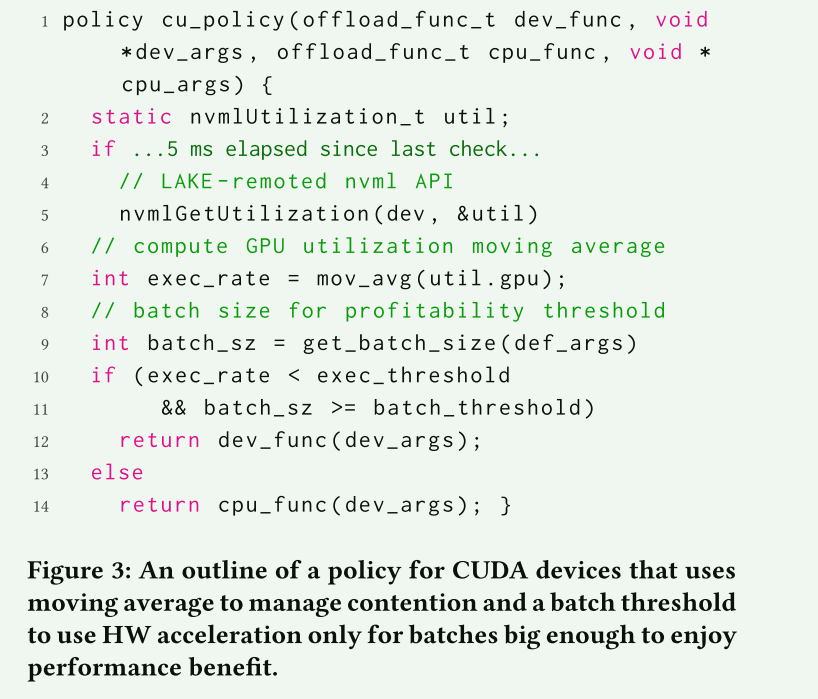 1 policy cu_policy(offload_func_t dev_func, void
*dev_args, offload_func_t cpu_func, void *
cpu_args) {
2 static nvmlUtilization_t util;
3 if ...5 ms elapsed since last check...
4 // LAKE-remoted nvml API
5 nvmlGetUtilization(dev, &util)
6 // compute GPU utilization moving average
7 int exec_rate = mov_avg(util.gpu);
8 // batch size for profitability threshold
9 int batch_sz = get_batch_size(def_args)
10 if (exec_rate < exec_threshold
11 && batch_sz >= batch_threshold)
12 return dev_func(dev_args);
13 else
14 return cpu_func(dev_args); }
Figure 3: An outline of a policy for CUDA devices that uses
moving average to manage contention and a batch threshold
to use HW acceleration only for batches big enough to enjoy
performance benefit.